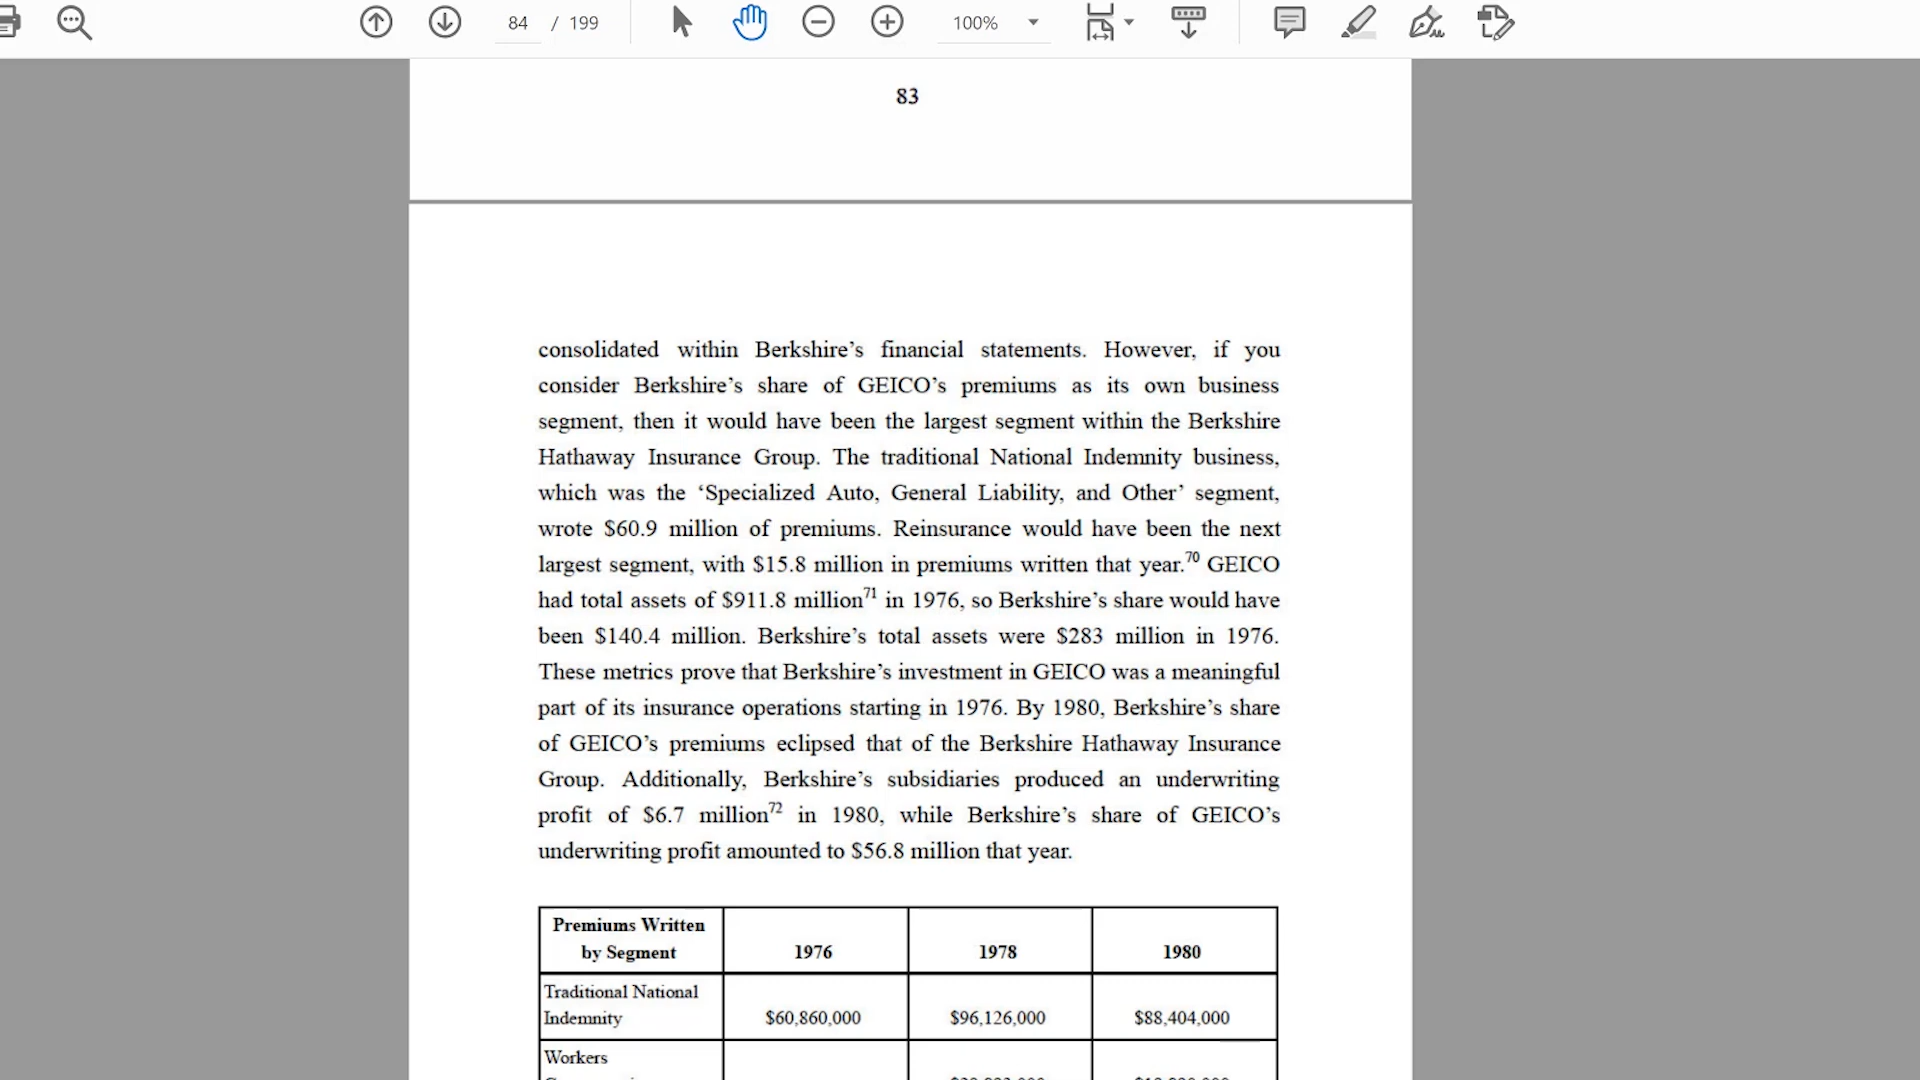 84 / 199
100%
83
consolidated within Berkshire’s financial statements. However, if you
consider Berkshire’s share of GEICO’s premiums as its own business
segment, then it would have been the largest segment within the Berkshire
Hathaway Insurance Group. The traditional National Indemnity business,
which was the ‘Specialized Auto, General Liability, and Other’ segment,
wrote $60.9 million of premiums. Reinsurance would have been the next
largest segment, with $15.8 million in premiums written that year.70 GEICO
had total assets of $911.8 million71 in 1976, so Berkshire’s share would have
been $140.4 million. Berkshire’s total assets were $283 million in 1976.
These metrics prove that Berkshire’s investment in GEICO was a meaningful
part of its insurance operations starting in 1976. By 1980, Berkshire’s share
of GEICO’s premiums eclipsed that of the Berkshire Hathaway Insurance
Group. Additionally, Berkshire’s subsidiaries produced an underwriting
profit of $6.7 million72 in 1980, while Berkshire’s share of GEICO’s
underwriting profit amounted to $56.8 million that year.
Premiums Written
by Segment 1976 1978 1980
Traditional National
Indemnity $60,860,000 $96,126,000 $88,404,000
Workers